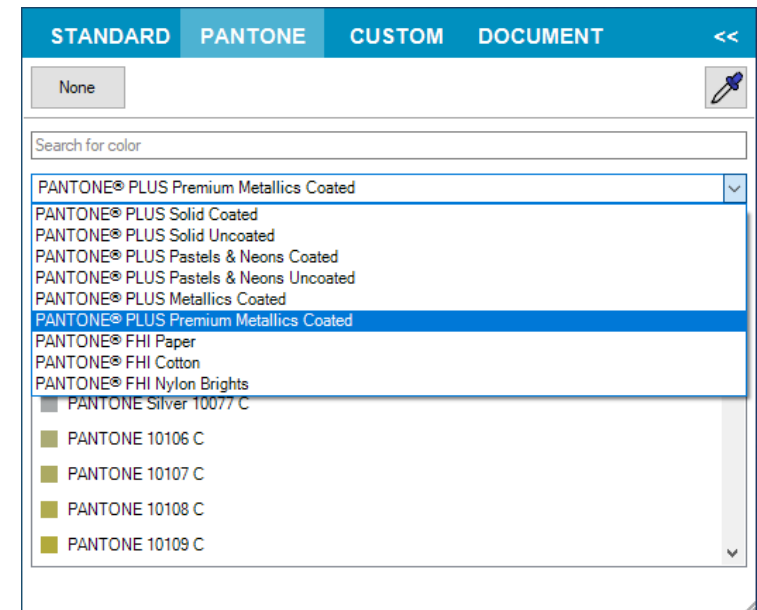 STANDARD PANTONE CUSTOM DOCUMENT <<
None
Search for color
PANTONE® PLUS Premium Metallics Coated
PANTONE® PLUS Solid Coated
PANTONE® PLUS Solid Uncoated
PANTONE® PLUS Pastels & Neons Coated
PANTONE® PLUS Pastels & Neons Uncoated
PANTONE® PLUS Metallics Coated
PANTONE® PLUS Premium Metallics Coated
PANTONE® FHI Paper
PANTONE® FHI Cotton
PANTONE® FHI Nylon Brights
PANTONE Silver 10077 C
PANTONE 10106 C
PANTONE 10107 C
PANTONE 10108 C
PANTONE 10109 C